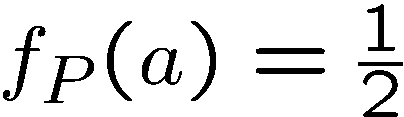 f_P(a) = \frac{1}{2}